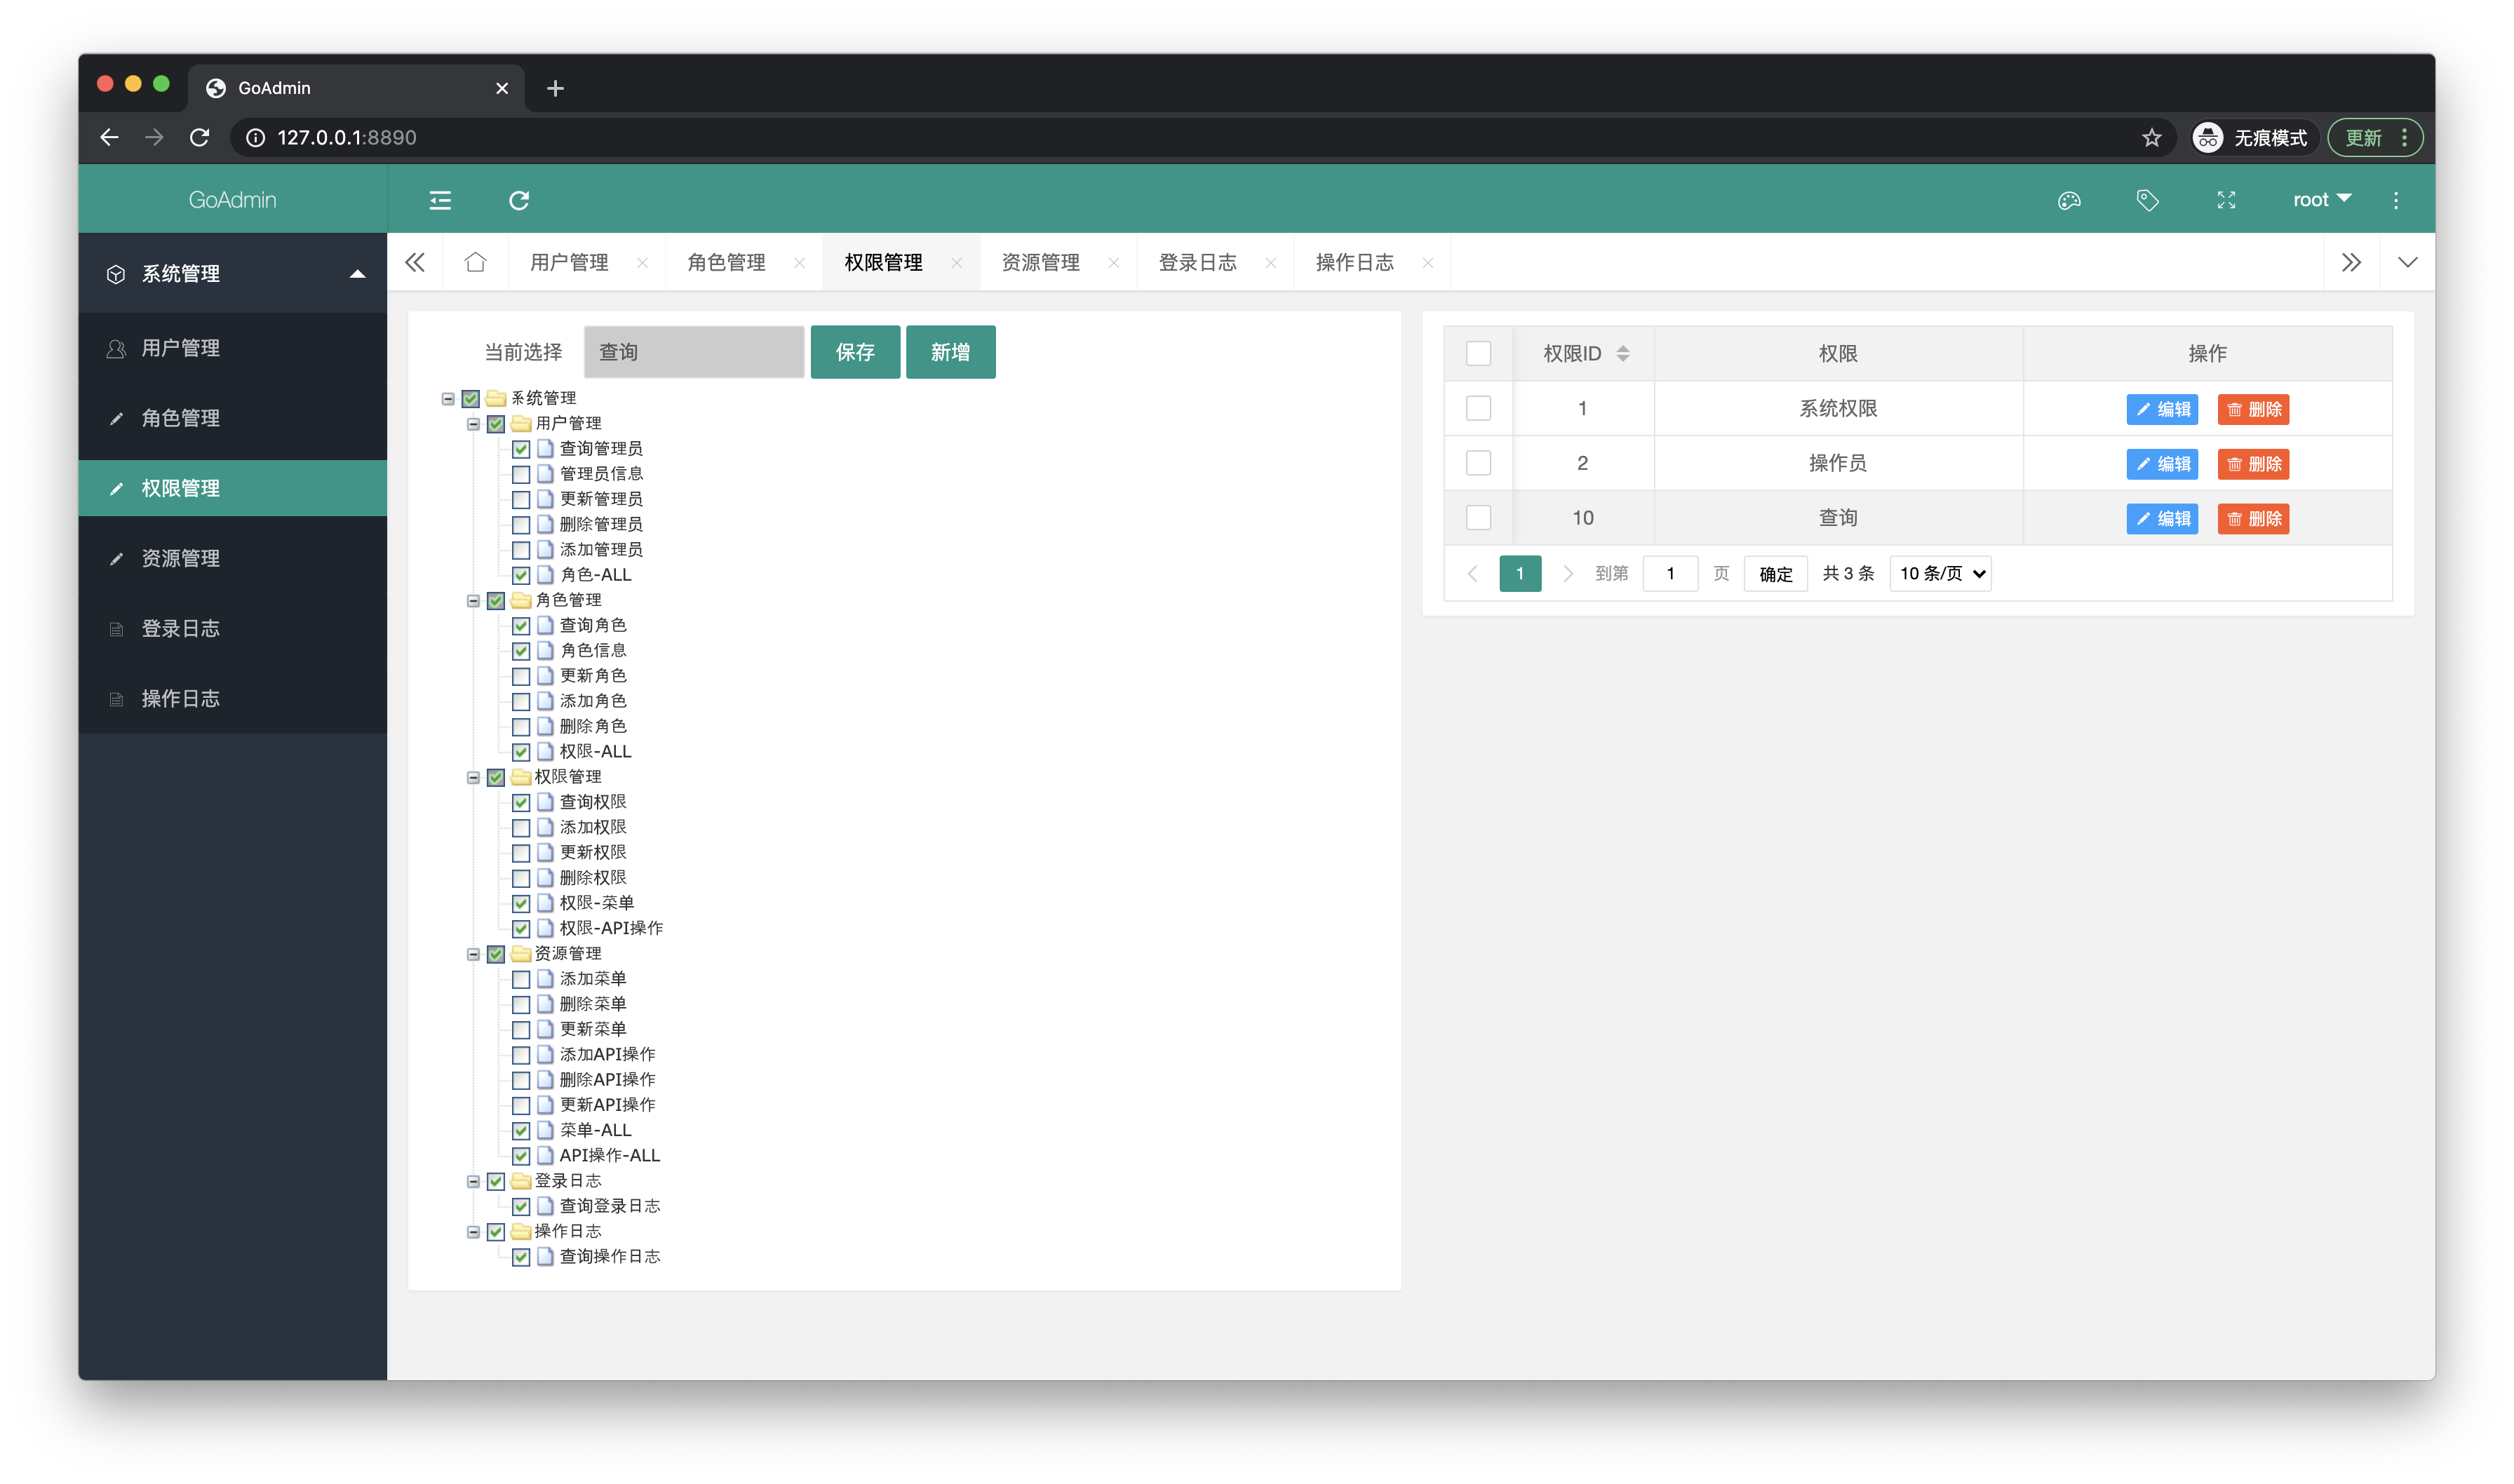 GoAdmin
127.0.0.1:8890
无痕模式
更新
GoAdmin
root
系统管理
用户管理
角色管理
权限管理
资源管理
登录日志
操作日志
用户管理
角色管理
权限管理
资源管理
登录日志
操作日志
当前选择
查询
保存
新增
系统管理
用户管理
查询管理员
管理员信息
更新管理员
删除管理员
添加管理员
角色-ALL
角色管理
查询角色
角色信息
更新角色
添加角色
删除角色
权限-ALL
权限管理
查询权限
添加权限
更新权限
删除权限
权限-菜单
权限-API操作
资源管理
添加菜单
删除菜单
更新菜单
添加API操作
删除API操作
更新API操作
菜单-ALL
API操作-ALL
登录日志
查询登录日志
操作日志
查询操作日志
权限ID 权限 操作
1 系统权限 编辑 删除
2 操作员 编辑 删除
10 查询 编辑 删除
1 到第 1 页 确定 共 3 条 10 条/页